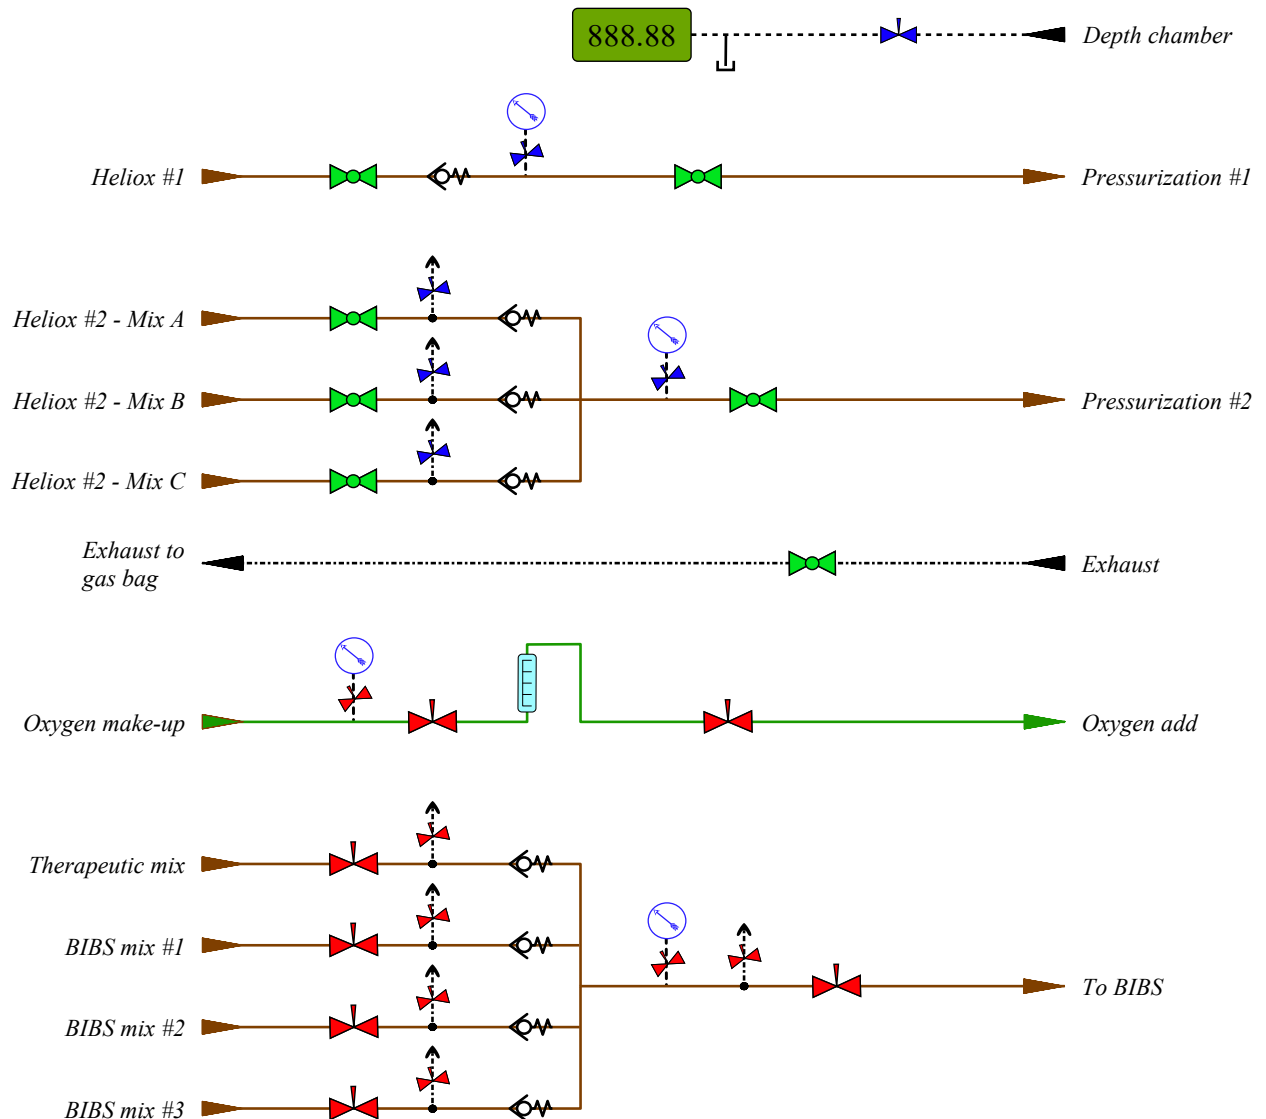 888.88
Depth chamber
Heliox #1
Pressurization #1
Heliox #2 - Mix A
Heliox #2 - Mix B
Pressurization #2
Heliox #2 - Mix C
Exhaust to
gas bag
Exhaust
Oxygen make-up
Oxygen add
Therapeutic mix
BIBS mix #1
To BIBS
BIBS mix #2
BIBS mix #3